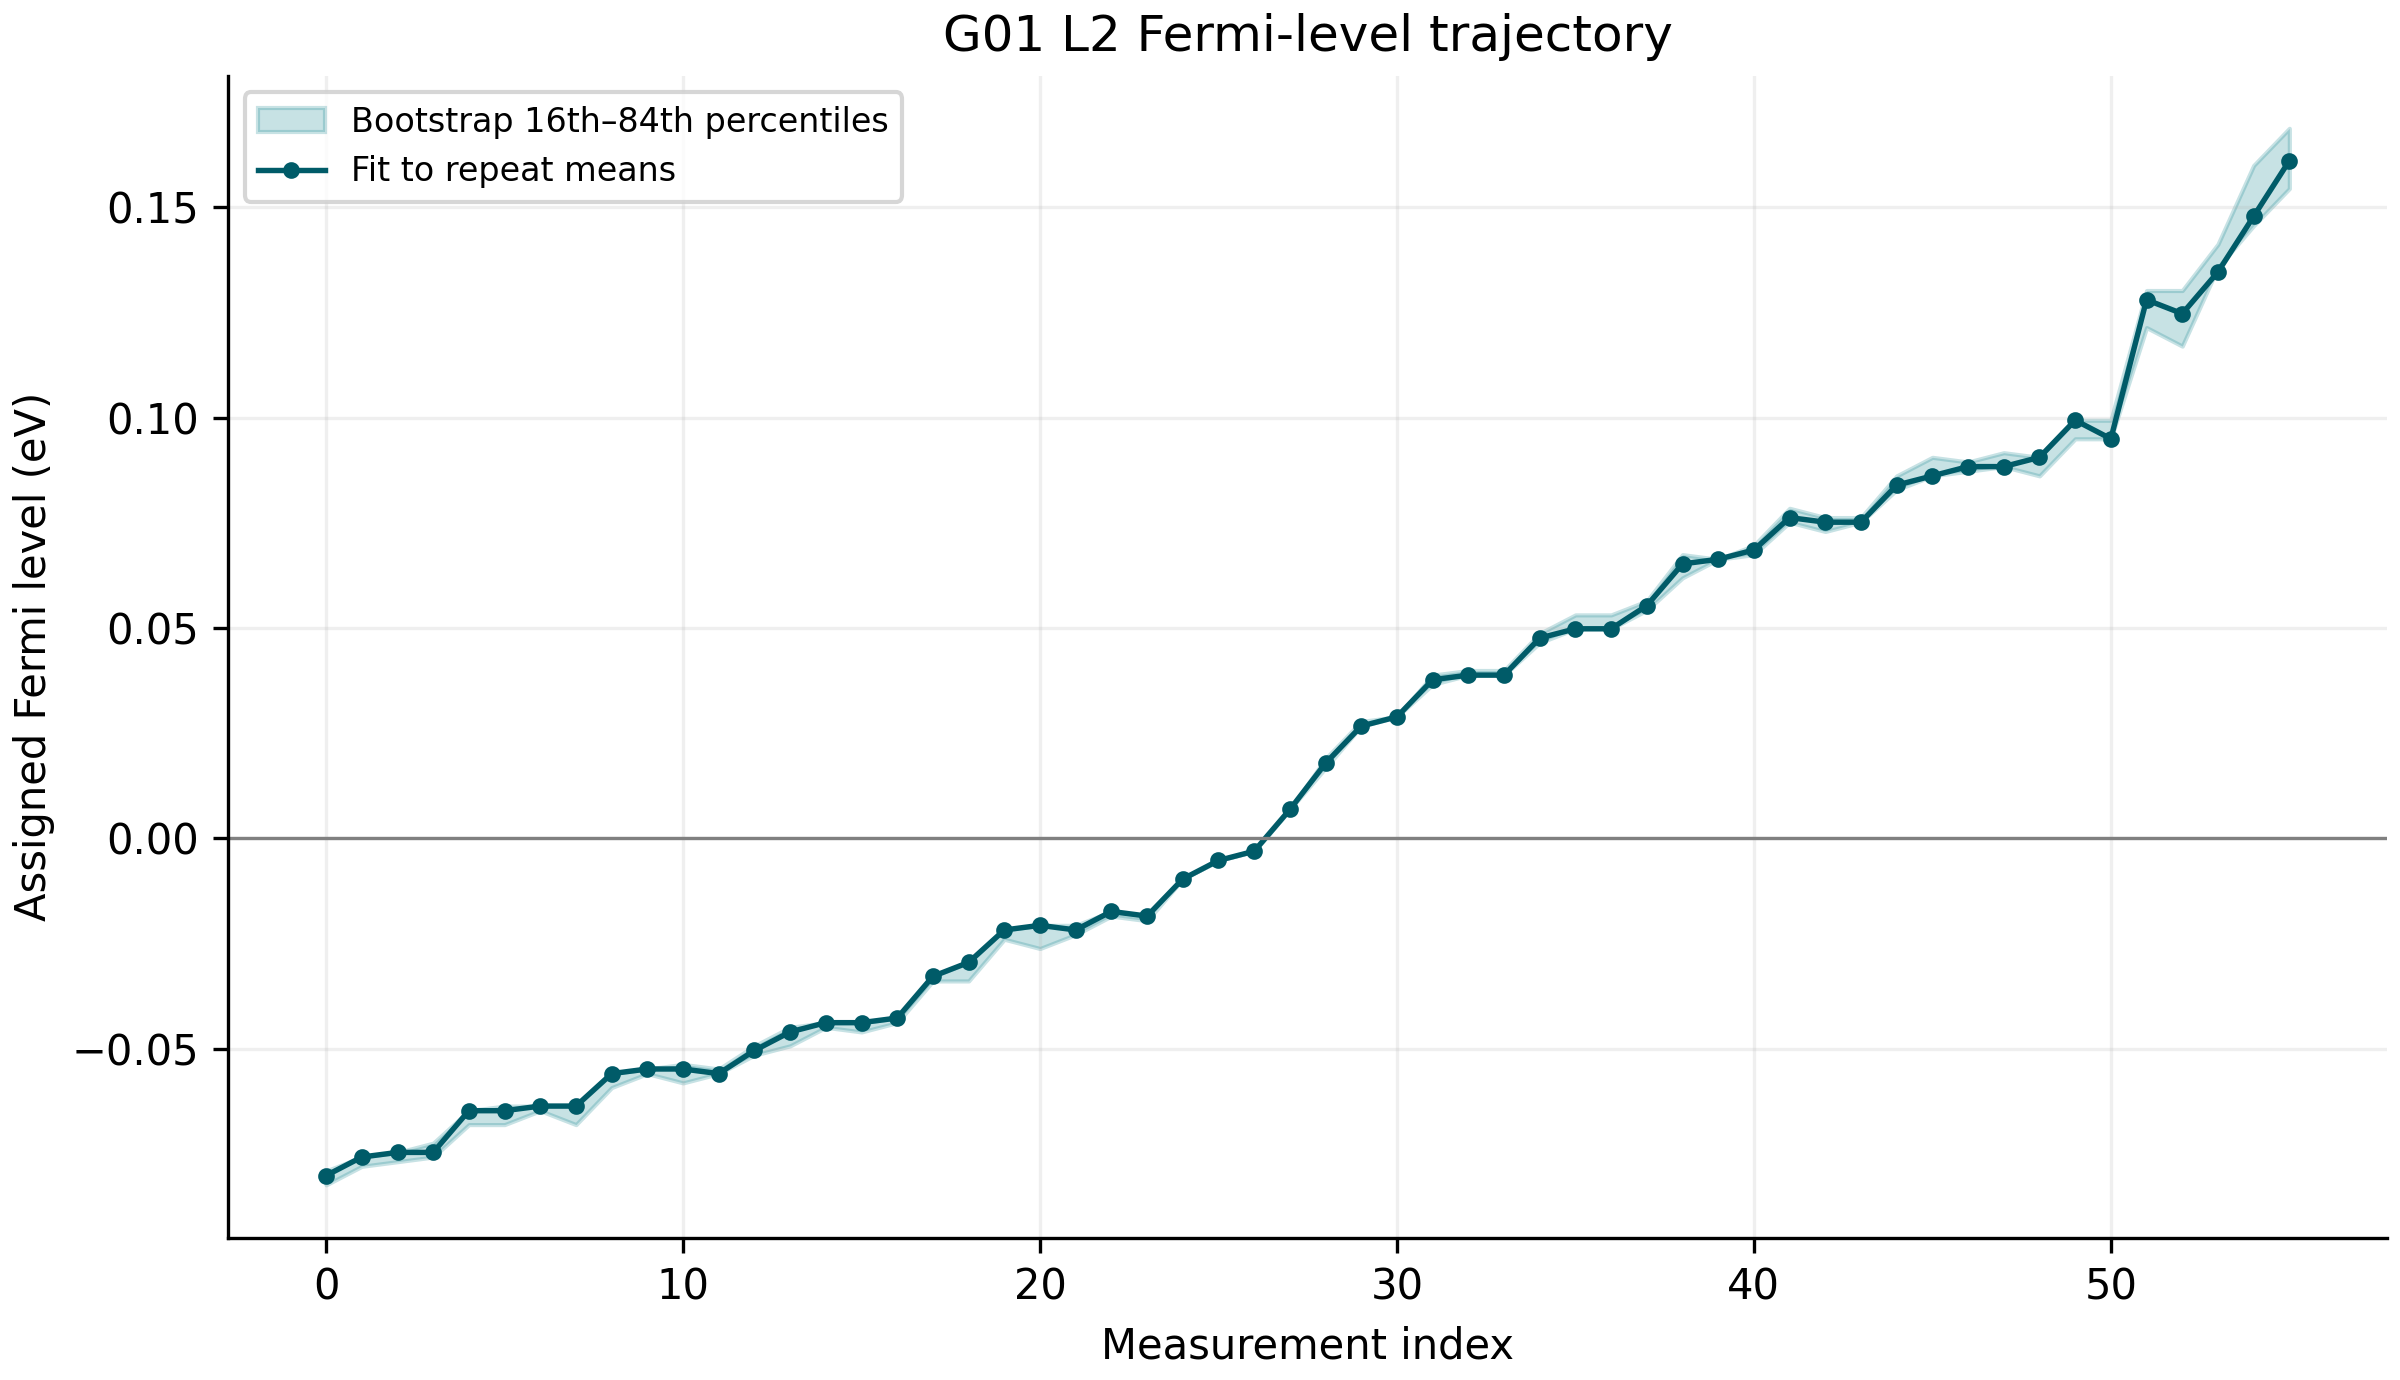 G01 L2 Fermi-level trajectory
Bootstrap 16th–84th percentiles
Fit to repeat means
Assigned Fermi level (eV)
0.15
0.10
0.05
0.00
−0.05
0 10 20 30 40 50
Measurement index